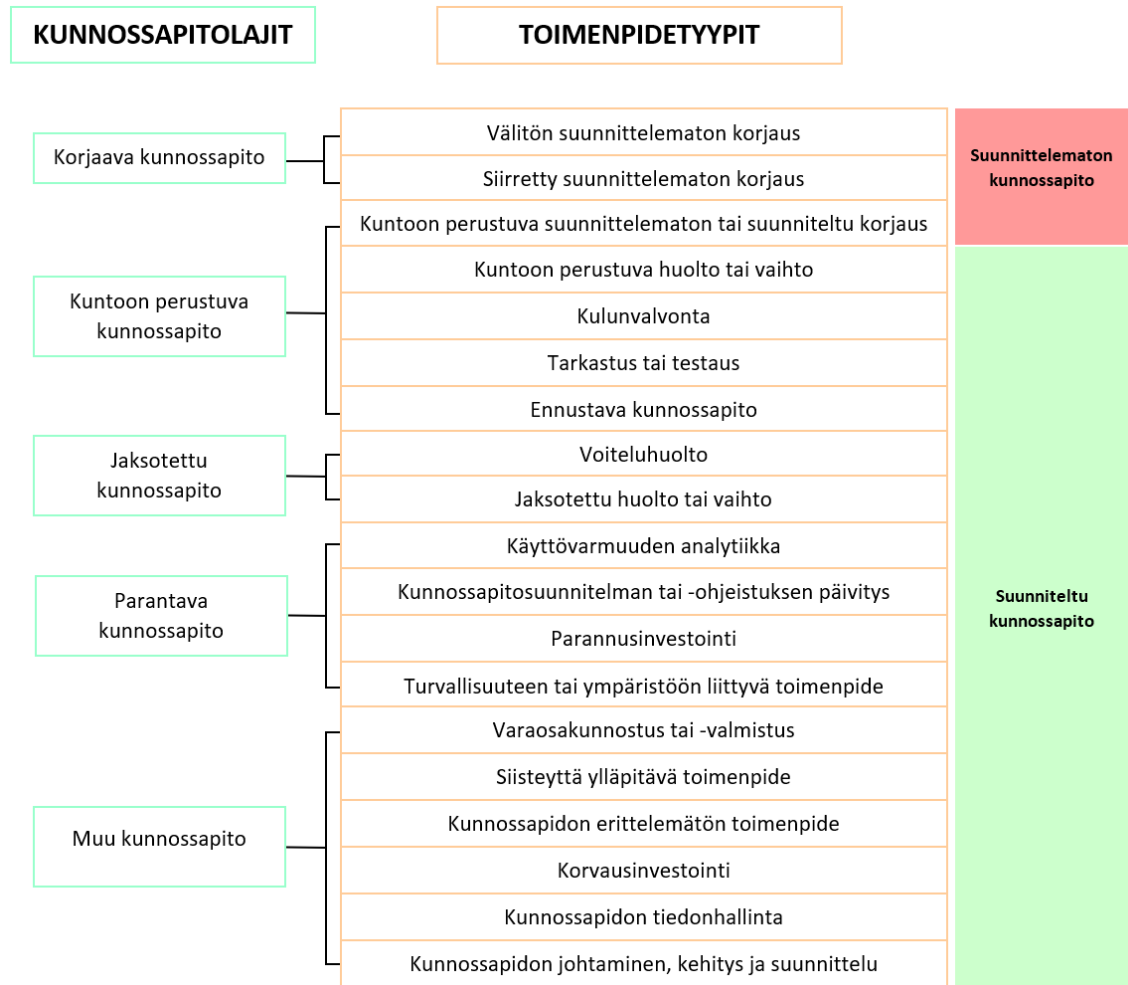 KUNNOSSAPITOLAJIT
TOIMENPIDETYYPIT
Korjaava kunnossapito
Välitön suunnittelematon korjaus
Siirretty suunnittelematon korjaus
Suunnittelematon
kunnossapito
Kuntoon perustuva
kunnossapito
Kuntoon perustuva suunnittelematon tai suunniteltu korjaus
Kuntoon perustuva huolto tai vaihto
Kulunvalvonta
Tarkastus tai testaus
Ennustava kunnossapito
Jaksotettu
kunnossapito
Voiteluhuolto
Jaksotettu huolto tai vaihto
Parantava
kunnossapito
Käyttövarmuuden analytiikka
Kunnossapitosuunnitelman tai -ohjeistuksen päivitys
Parannusinvestointi
Turvallisuuteen tai ympäristöön liittyvä toimenpide
Suunniteltu
kunnossapito
Muu kunnossapito
Varaosakunnostus tai -valmistus
Siisteyttä ylläpitävä toimenpide
Kunnossapidon erittelemätön toimenpide
Korvausinvestointi
Kunnossapidon tiedonhallinta
Kunnossapidon johtaminen, kehitys ja suunnittelu